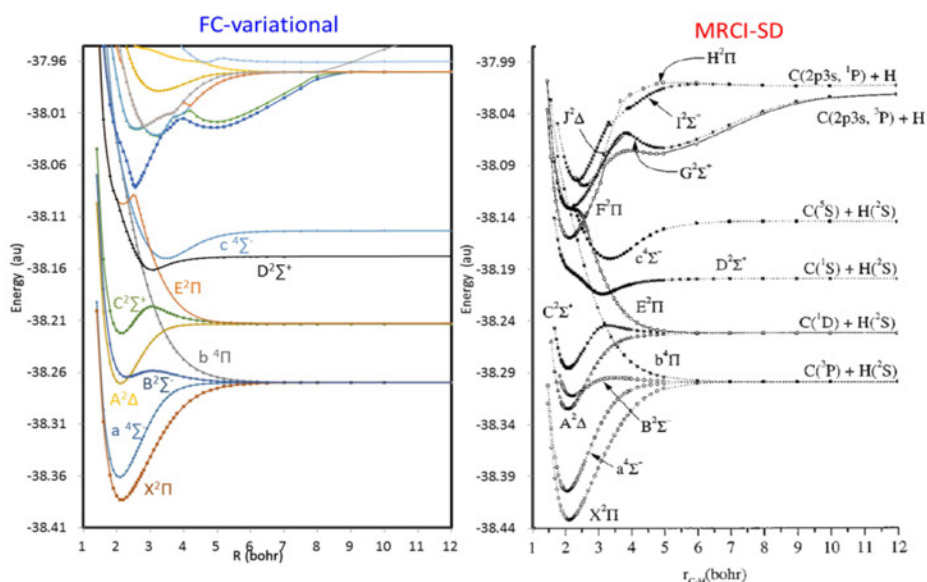 FC-variational
MRCI-SD
Energy (au)
-37.96
-38.01
-38.06
-38.11
-38.16
-38.21
-38.26
-38.31
-38.36
-38.41
1 2 3 4 5 6 7 8 9 10 11 12
R (bohr)
c ⁴Σ⁻
D²Σ⁺
E²Π
C²Σ⁺
b ⁴Π
B²Σ⁻
A²Δ
a ⁴Σ⁻
X²Π
Energy (au)
-37.99
-38.04
-38.09
-38.14
-38.19
-38.24
-38.29
-38.34
-38.39
-38.44
1 2 3 4 5 6 7 8 9 10 11 12
r_C-H(bohr)
H²Π
C(2p3s, ¹P) + H
I²Σ⁻
J²Δ
C(2p3s, ³P) + H
G²Σ⁺
F²Π
C(⁵S) + H(²S)
c⁴Σ⁻
D²Σ⁺
C(¹S) + H(²S)
E²Π
C²Σ⁺
C(¹D) + H(²S)
b⁴Π
C(³P) + H(²S)
A²Δ
B²Σ⁻
a⁴Σ⁻
X²Π